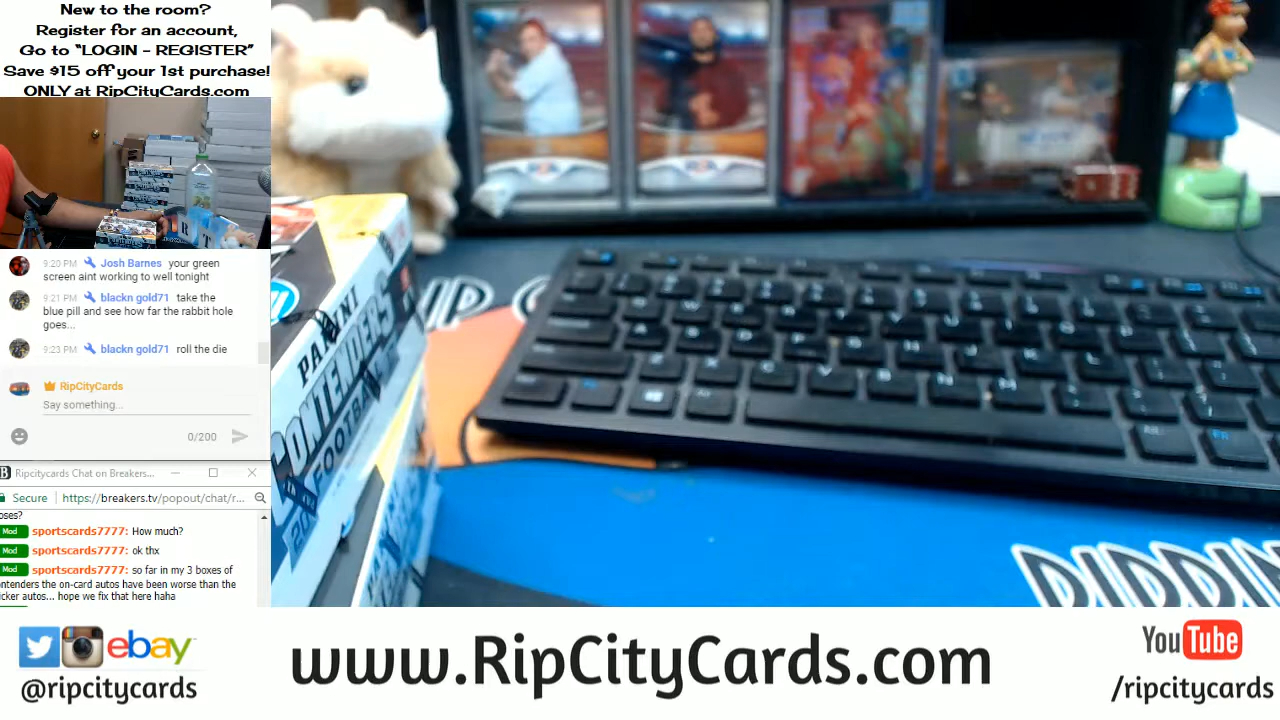 New to the room?
Register for an account,
Go to "LOGIN - REGISTER"
Save $15 off your 1st purchase!
ONLY at RipCityCards.com
9:20 PM Josh Barnes your green
screen aint working to well tonight
9:21 PM blackn gold71 take the
blue pill and see how far the rabbit hole
goes...
9:23 PM blackn gold71 roll the die
RipCityCards
Say something...
0/200
Ripcitycards Chat on Breakers...
Secure https://breakers.tv/popout/chat/r...
oses?
Mod sportscards7777: How much?
Mod sportscards7777: ok thx
Mod sportscards7777: so far in my 3 boxes of
ontenders the on-card autos have been worse than the
icker autos... hope we fix that here haha
PANINI
CONTENDERS
FOOTBALL
RIP
RIPPIN
ebay
@ripcitycards
www.RipCityCards.com
YouTube
/ripcitycards